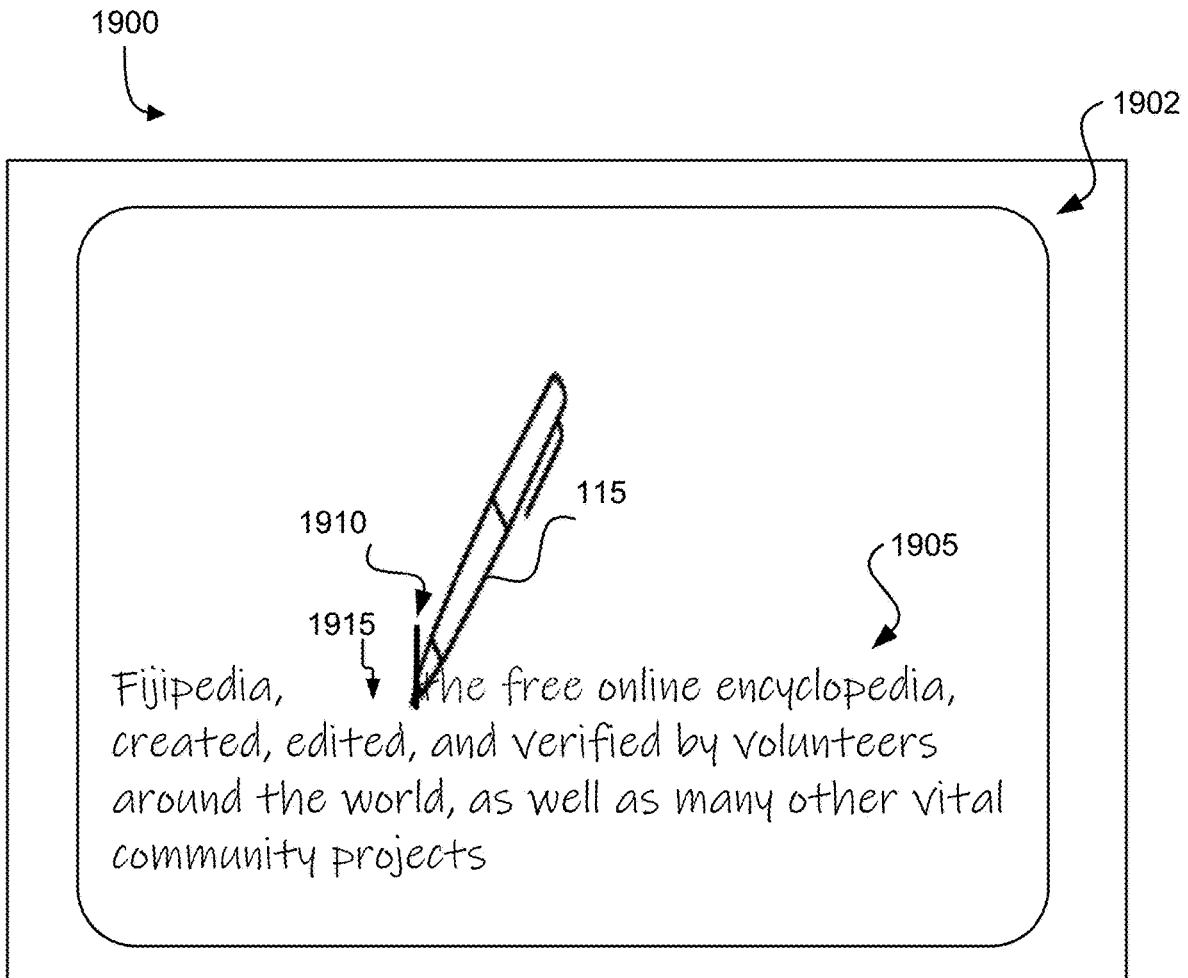 1900
1902
115
1910
1905
1915
Fijipedia, The free online encyclopedia,
created, edited, and verified by volunteers
around the world, as well as many other vital
community projects